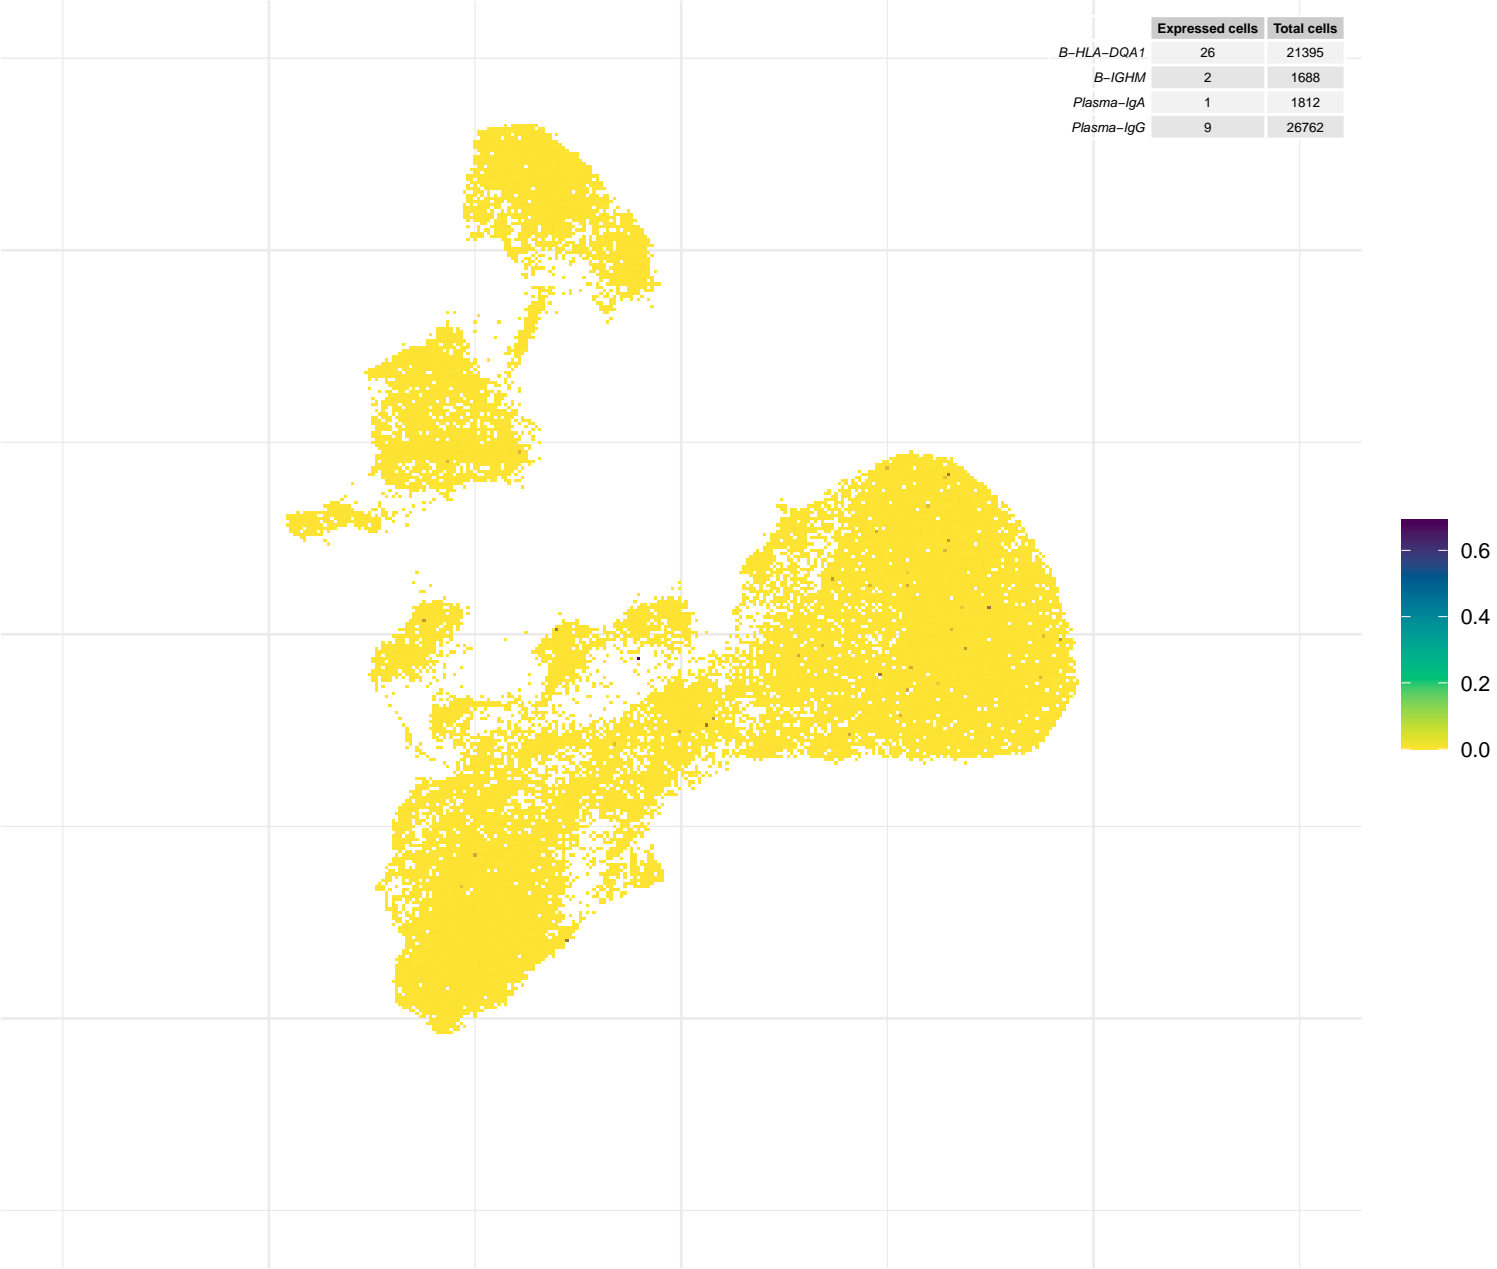 Expressed cells Total cells
B−HLA−DQA1 26 21395
B−IGHM 2 1688
Plasma−IgA 1 1812
Plasma−IgG 9 26762
0.6
0.4
0.2
0.0